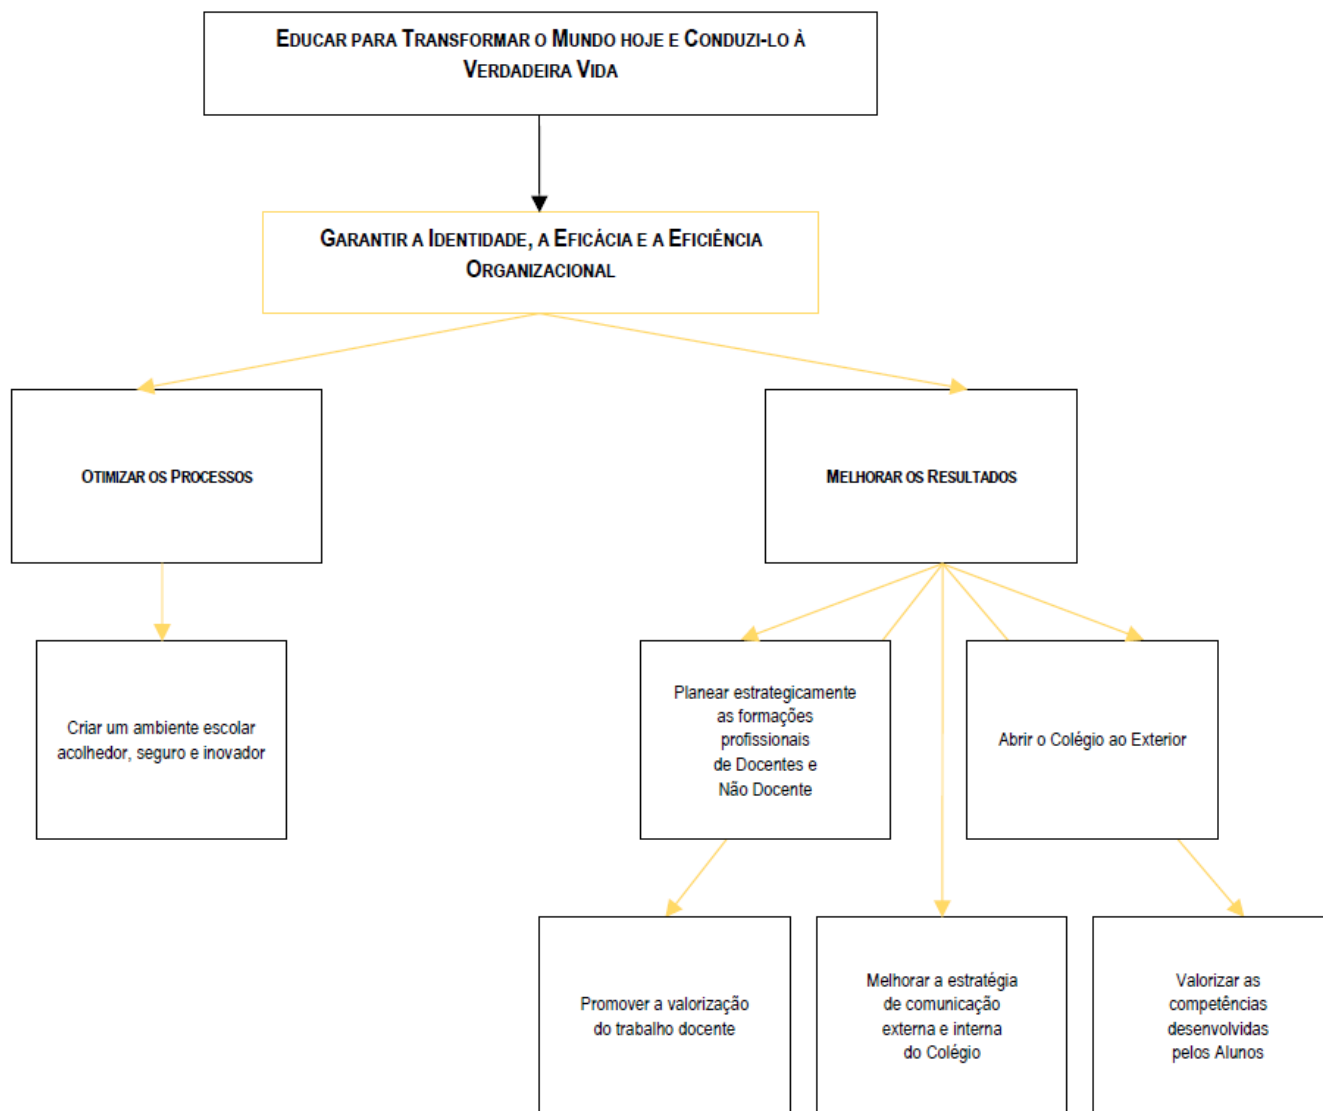 EDUCAR PARA TRANSFORMAR O MUNDO HOJE E CONDUZI-LO À
VERDADEIRA VIDA
GARANTIR A IDENTIDADE, A EFICÁCIA E A EFICIÊNCIA
ORGANIZACIONAL
OTIMIZAR OS PROCESSOS
MELHORAR OS RESULTADOS
Criar um ambiente escolar
acolhedor, seguro e inovador
Planear estrategicamente
as formações
profissionais
de Docentes e
Não Docente
Abrir o Colégio ao Exterior
Promover a valorização
do trabalho docente
Melhorar a estratégia
de comunicação
externa e interna
do Colégio
Valorizar as
competências
desenvolvidas
pelos Alunos